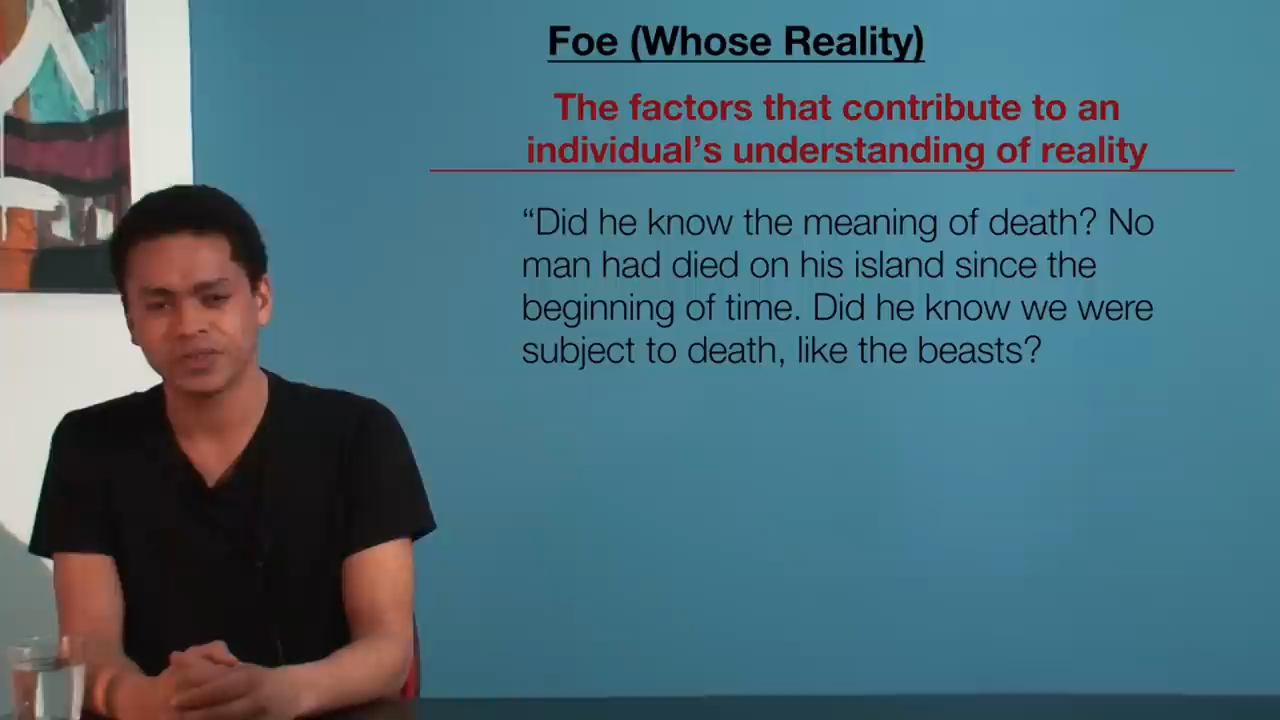 Foe (Whose Reality)
The factors that contribute to an
individual’s understanding of reality
“Did he know the meaning of death? No
man had died on his island since the
beginning of time. Did he know we were
subject to death, like the beasts?